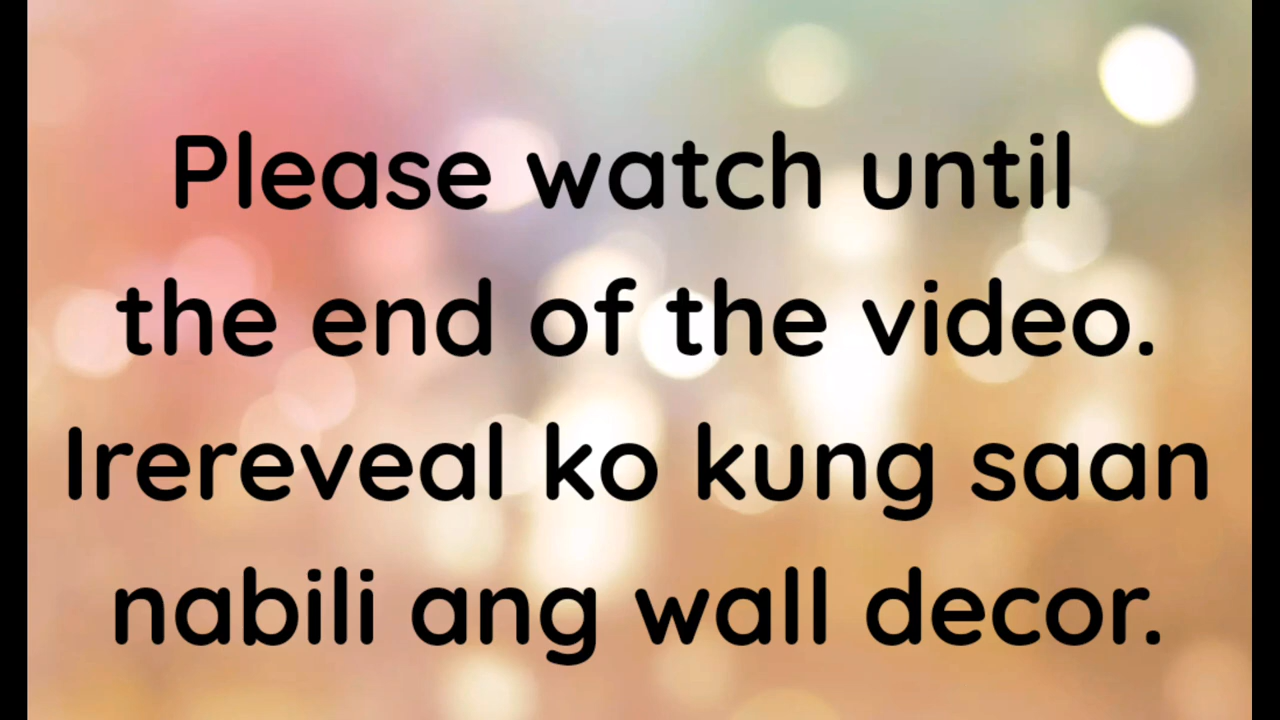 Please watch until
the end of the video.
Irereveal ko kung saan
nabili ang wall decor.